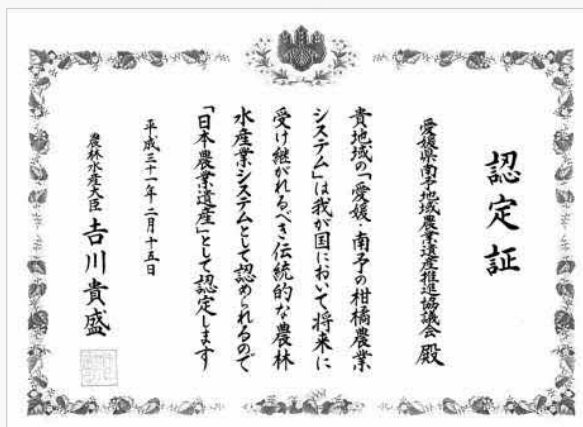 認定証
愛媛県南予地域農業遺産推進協議会 殿
貴地域の「愛媛・南予の柑橘農業
システム」は我が国において将来に
受け継がれるべき伝統的な農林
水産業システムとして認められるので
「日本農業遺産」として認定します
平成三十一年二月十五日
農林水産大臣 吉川貴盛